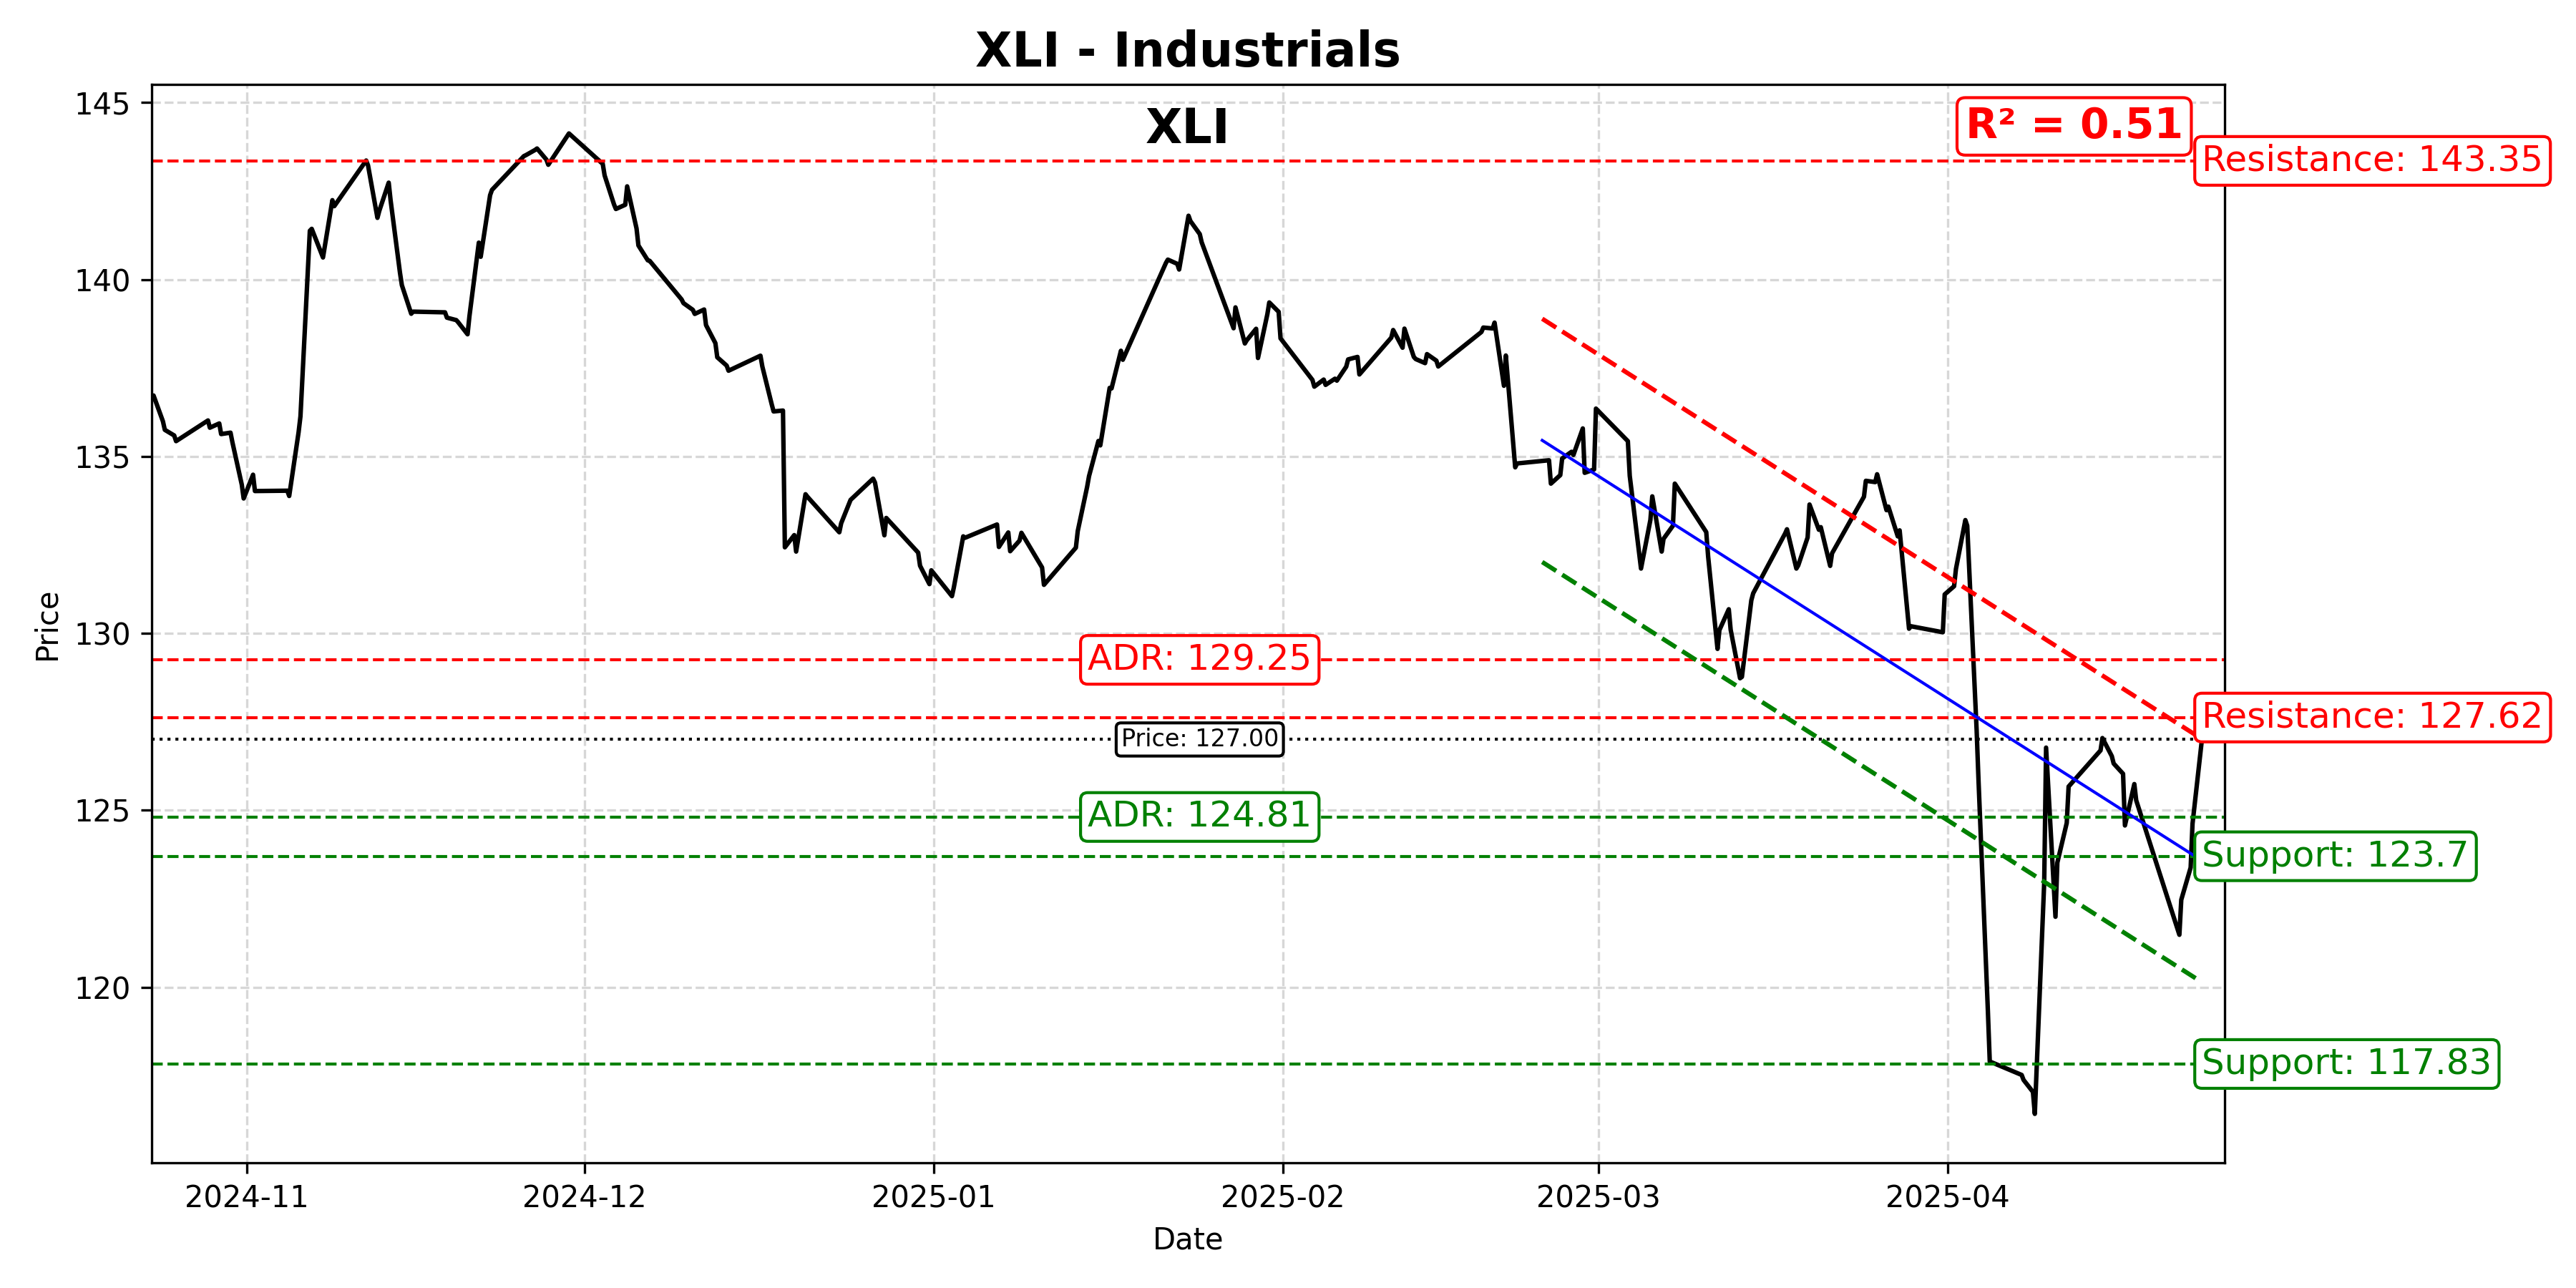 XLI - Industrials
XLI
R² = 0.51
Resistance: 143.35
145
140
135
130
125
120
Price
ADR: 129.25
Resistance: 127.62
Price: 127.00
ADR: 124.81
Support: 123.7
Support: 117.83
2024-11
2024-12
2025-01
2025-02
2025-03
2025-04
Date